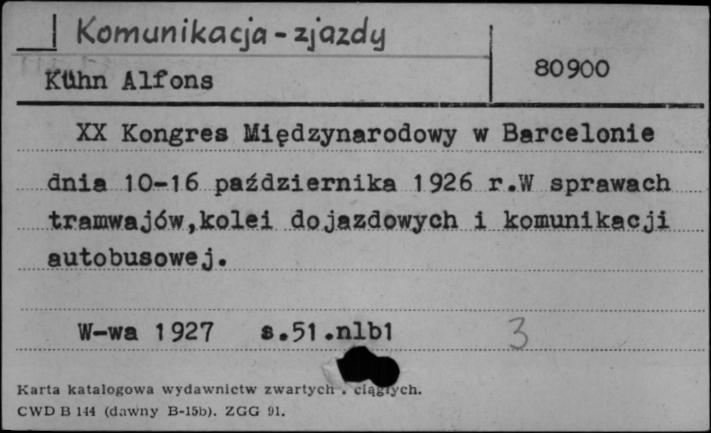 Komunikacja - zjazdy
80900
Kühn Alfons
XX Kongres Międzynarodowy w Barcelonie
dnia 10-16 października 1926 r.W sprawach
tramwajów,kolei dojazdowych i komunikacji
autobusowej.
W-wa 1927 s.51.nlb1 3
Karta katalogowa wydawnictw zwartych . ciągłych.
CWD B 144 (dawny B-15b). ZGG 91.